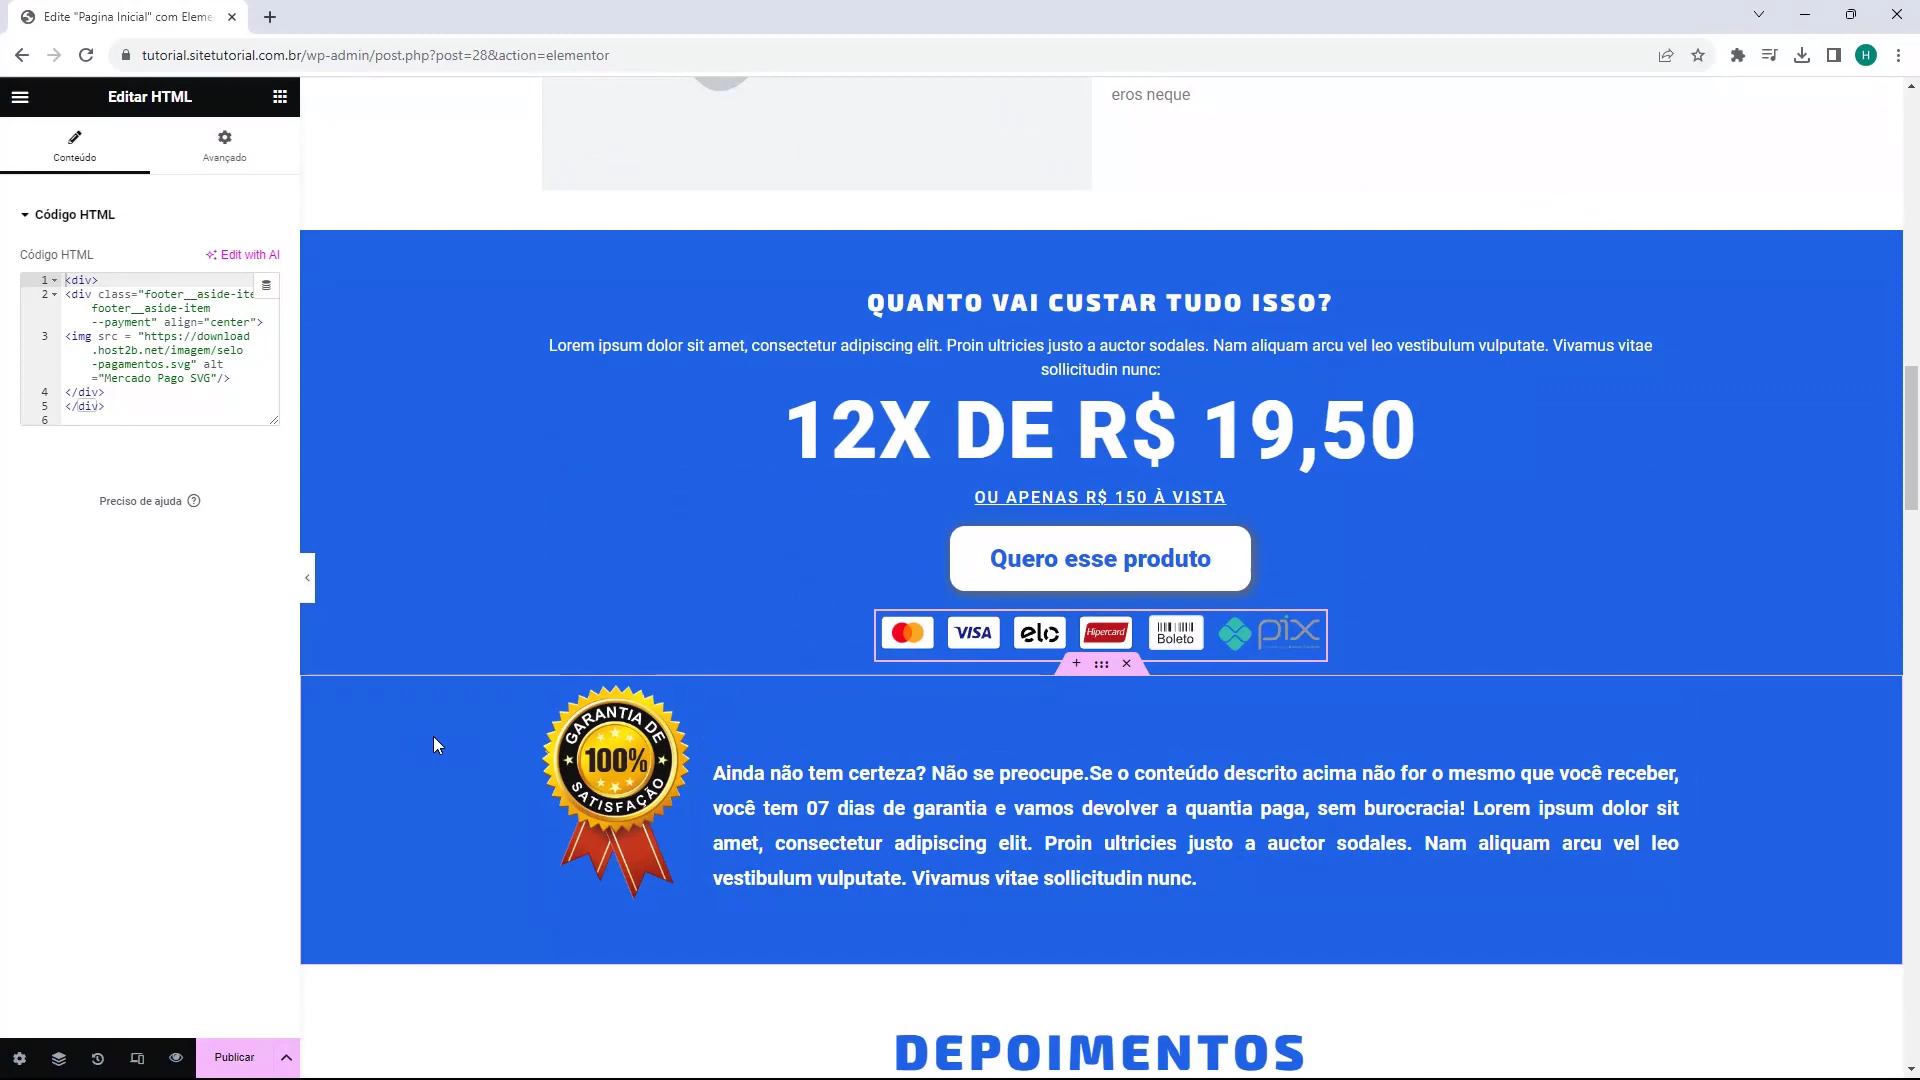 Edite "Pagina Inicial" com Eleme
tutorial.sitetutorial.com.br/wp-admin/post.php?post=28&action=elementor
H
Editar HTML
Conteúdo
Avançado
Código HTML
Código HTML
Edit with AI
1 <div>
2 <div class="footer__aside-ite
footer__aside-item
--payment" align="center">
3 <img src = "https://download
.host2b.net/imagem/selo
-pagamentos.svg" alt
="Mercado Pago SVG"/>
4 </div>
5 </div>
6
Preciso de ajuda ?
Publicar
eros neque
QUANTO VAI CUSTAR TUDO ISSO?
Lorem ipsum dolor sit amet, consectetur adipiscing elit. Proin ultricies justo a auctor sodales. Nam aliquam arcu vel leo vestibulum vulputate. Vivamus vitae
sollicitudin nunc:
12X DE R$ 19,50
OU APENAS R$ 150 À VISTA
Quero esse produto
VISA elo Hipercard Boleto pix
GARANTIA DE
100%
SATISFAÇÃO
Ainda não tem certeza? Não se preocupe.Se o conteúdo descrito acima não for o mesmo que você receber,
você tem 07 dias de garantia e vamos devolver a quantia paga, sem burocracia! Lorem ipsum dolor sit
amet, consectetur adipiscing elit. Proin ultricies justo a auctor sodales. Nam aliquam arcu vel leo
vestibulum vulputate. Vivamus vitae sollicitudin nunc.
DEPOIMENTOS